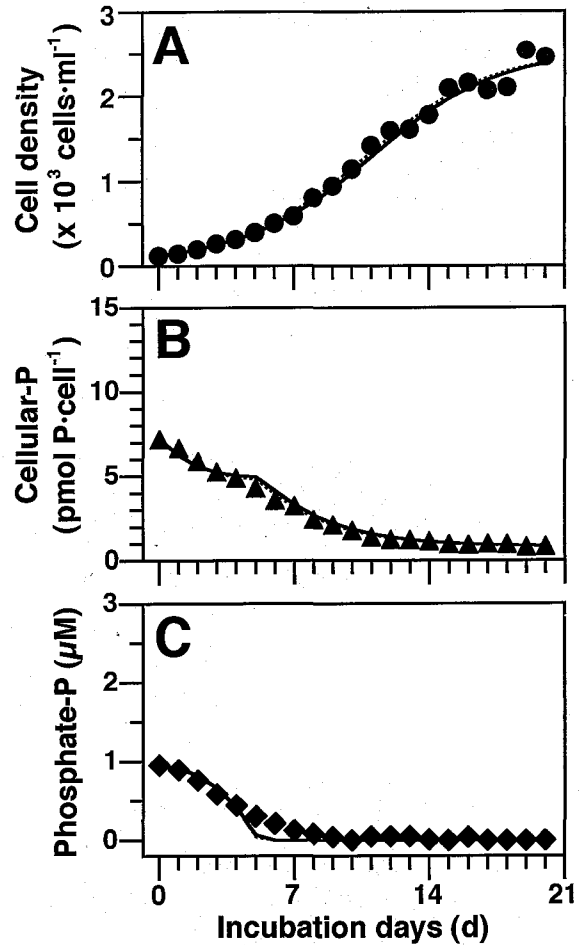 3
A
2
1
0
Cell density
(x 10³ cells·ml⁻¹)
15
B
10
5
0
Cellular-P
(pmol P·cell⁻¹)
3
C
2
1
0
Phosphate-P (µM)
0 7 14 21
Incubation days (d)